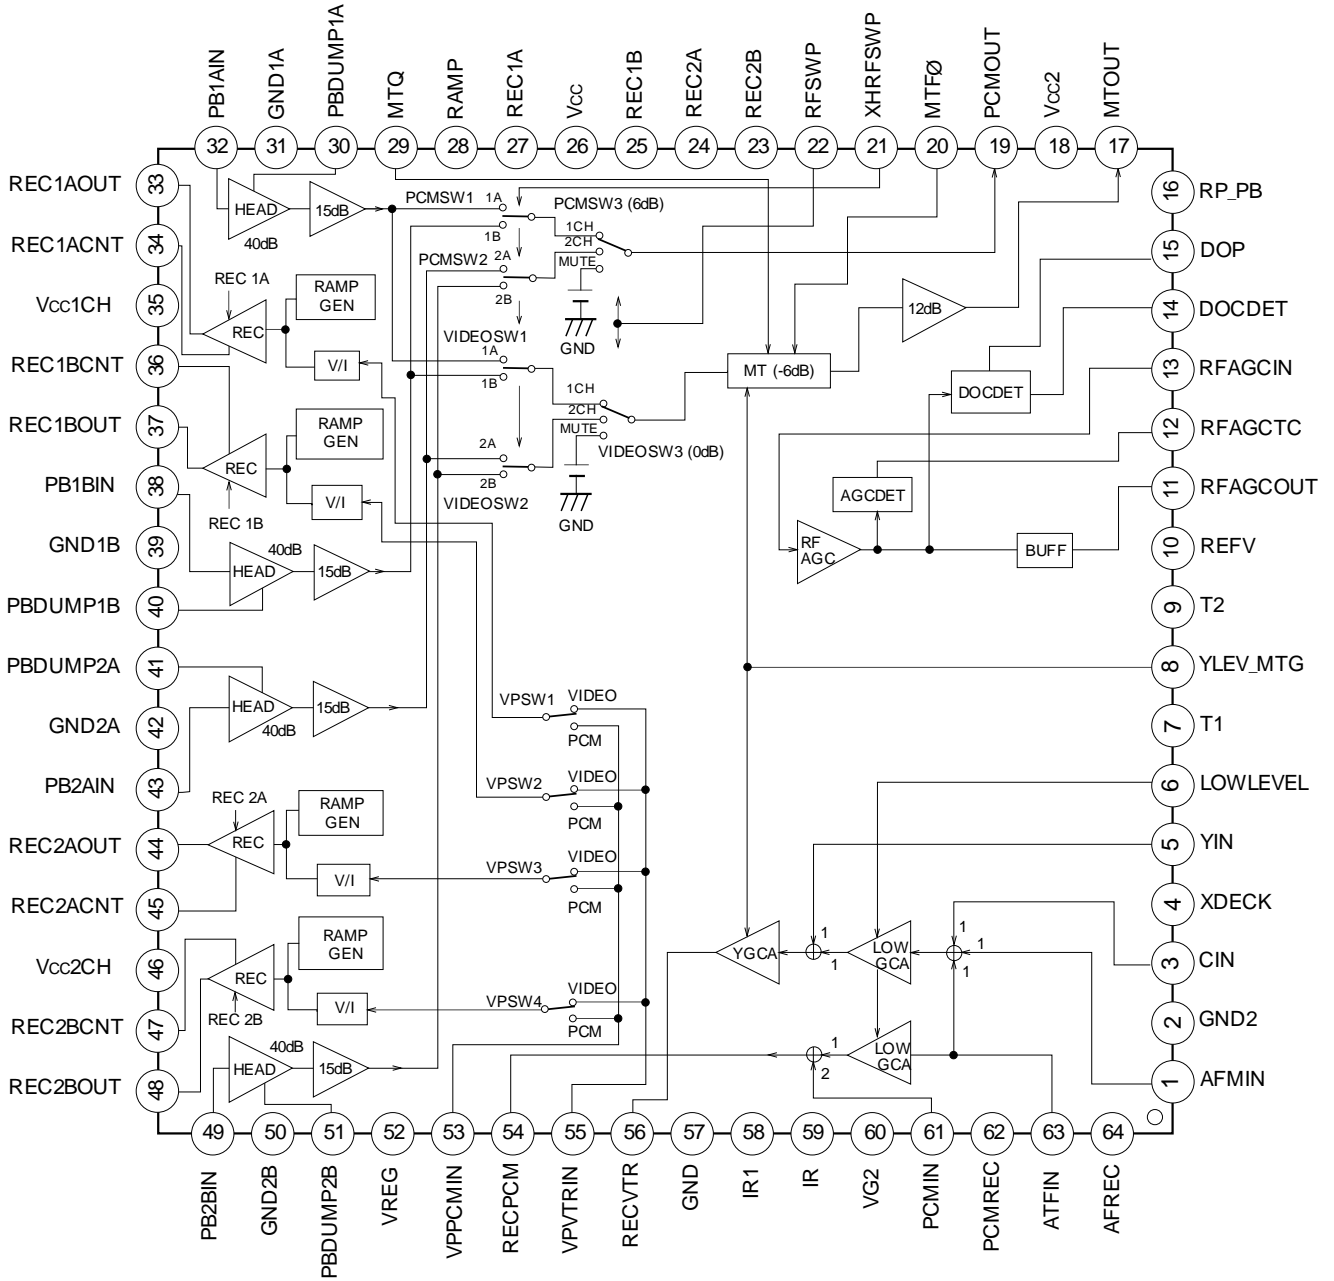 PB1AIN
GND1A
PBDUMP1A
MTQ
RAMP
REC1A
Vcc
REC1B
REC2A
REC2B
RFSWP
XHRFSWP
MTFØ
PCMOUT
Vcc2
MTOUT
32 31 30 29 28 27 26 25 24 23 22 21 20 19 18 17
REC1AOUT 33
REC1ACNT 34
Vcc1CH 35
REC1BCNT 36
REC1BOUT 37
PB1BIN 38
GND1B 39
PBDUMP1B 40
PBDUMP2A 41
GND2A 42
PB2AIN 43
REC2AOUT 44
REC2ACNT 45
Vcc2CH 46
REC2BCNT 47
REC2BOUT 48
16 RP_PB
15 DOP
14 DOCDET
13 RFAGCIN
12 RFAGCTC
11 RFAGCOUT
10 REFV
9 T2
8 YLEV_MTG
7 T1
6 LOWLEVEL
5 YIN
4 XDECK
3 CIN
2 GND2
1 AFMIN
HEAD
40dB
15dB
REC 1A
REC
RAMP
GEN
V/I
RAMP
GEN
REC
V/I
REC 1B
40dB
HEAD
15dB
HEAD
40dB
15dB
REC 2A
REC
RAMP
GEN
V/I
RAMP
GEN
REC
V/I
REC 2B
40dB
HEAD
15dB
PCMSW1
1A
1B
PCMSW2
2A
2B
PCMSW3 (6dB)
1CH
2CH
MUTE
GND
VIDEOSW1
1A
1B
1CH
2CH
MUTE
VIDEOSW3 (0dB)
2A
2B
VIDEOSW2
GND
MT (-6dB)
12dB
DOCDET
AGCDET
RF
AGC
BUFF
VPSW1
VIDEO
PCM
VPSW2
VIDEO
PCM
VPSW3
VIDEO
PCM
VPSW4
VIDEO
PCM
YGCA
1
1
LOW
GCA
1
1
1
1
2
LOW
GCA
49 50 51 52 53 54 55 56 57 58 59 60 61 62 63 64
PB2BIN
GND2B
PBDUMP2B
VREG
VPPCMIN
RECPCM
VPVTRIN
RECVTR
GND
IR1
IR
VG2
PCMIN
PCMREC
ATFIN
AFREC